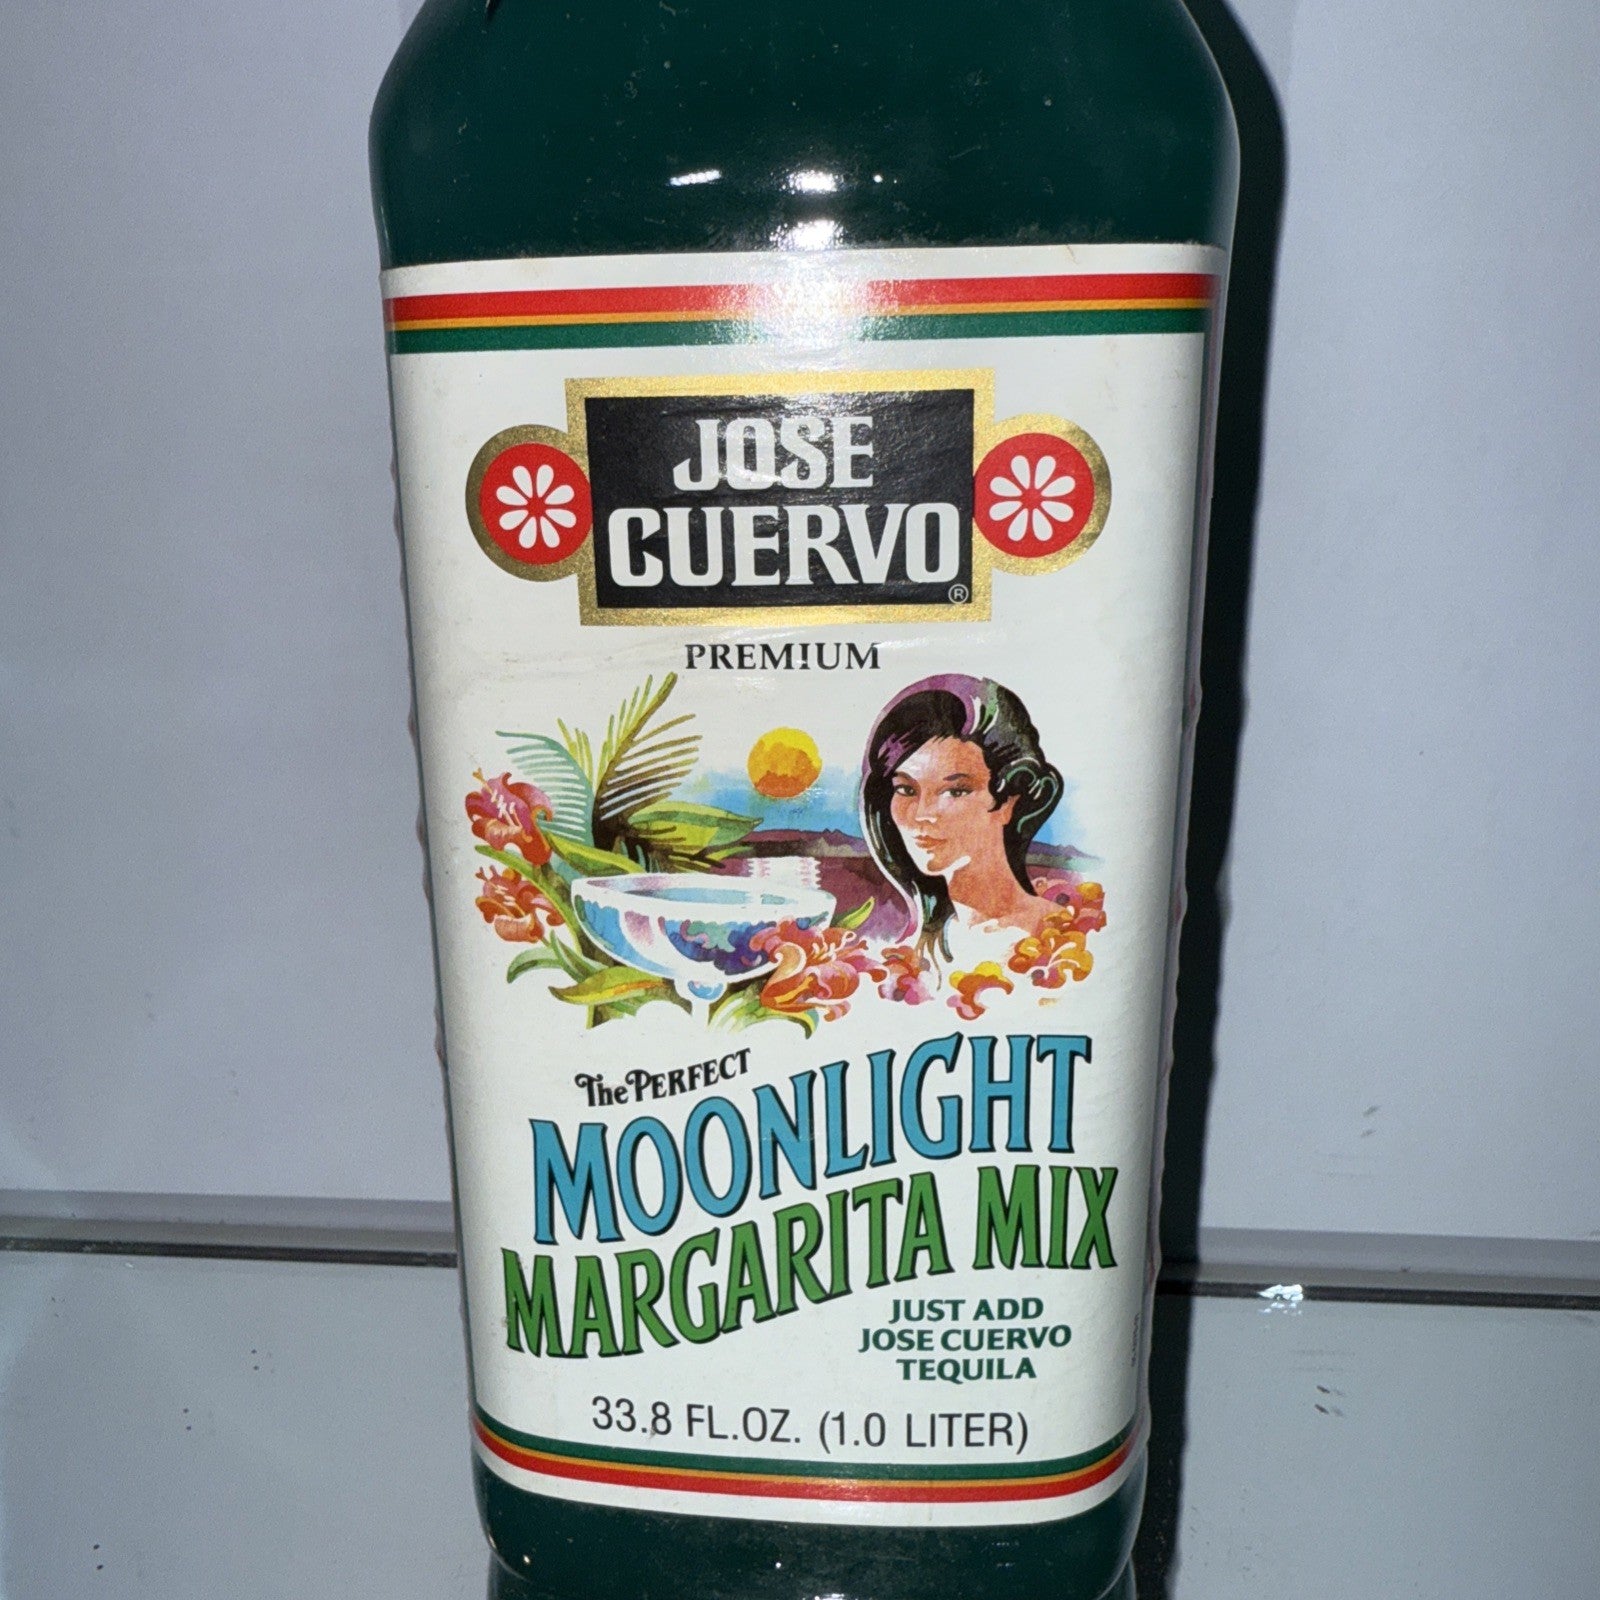 JOSE
CUERVO®
PREMIUM
The PERFECT
MOONLIGHT
MARGARITA MIX
JUST ADD
JOSE CUERVO
TEQUILA
33.8 FL.OZ. (1.0 LITER)